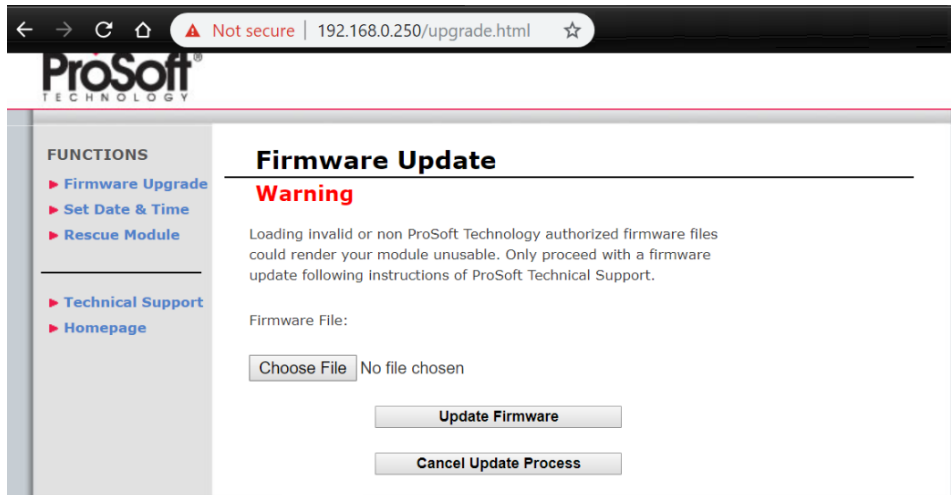 Not secure | 192.168.0.250/upgrade.html
ProSoft®
TECHNOLOGY
FUNCTIONS
Firmware Upgrade
Set Date & Time
Rescue Module
Technical Support
Homepage
Firmware Update
Warning
Loading invalid or non ProSoft Technology authorized firmware files
could render your module unusable. Only proceed with a firmware
update following instructions of ProSoft Technical Support.
Firmware File:
Choose File No file chosen
Update Firmware
Cancel Update Process